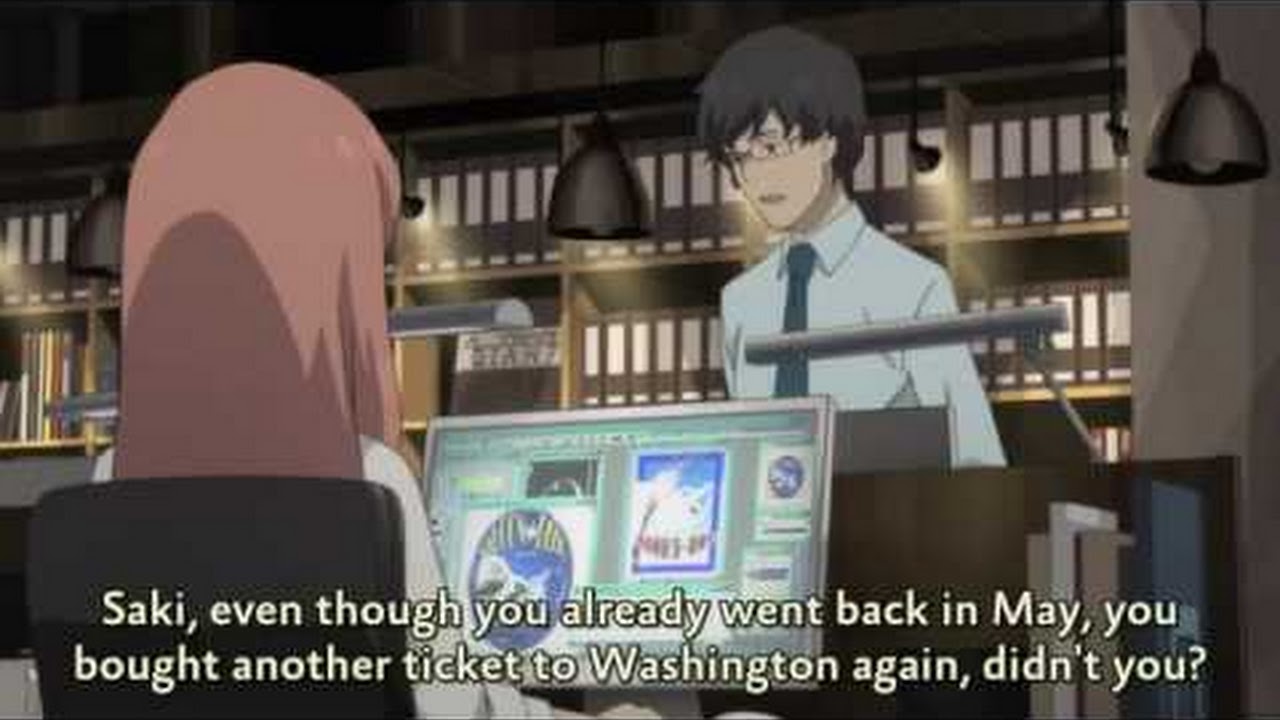 Saki, even though you already went back in May, you
bought another ticket to Washington again, didn't you?